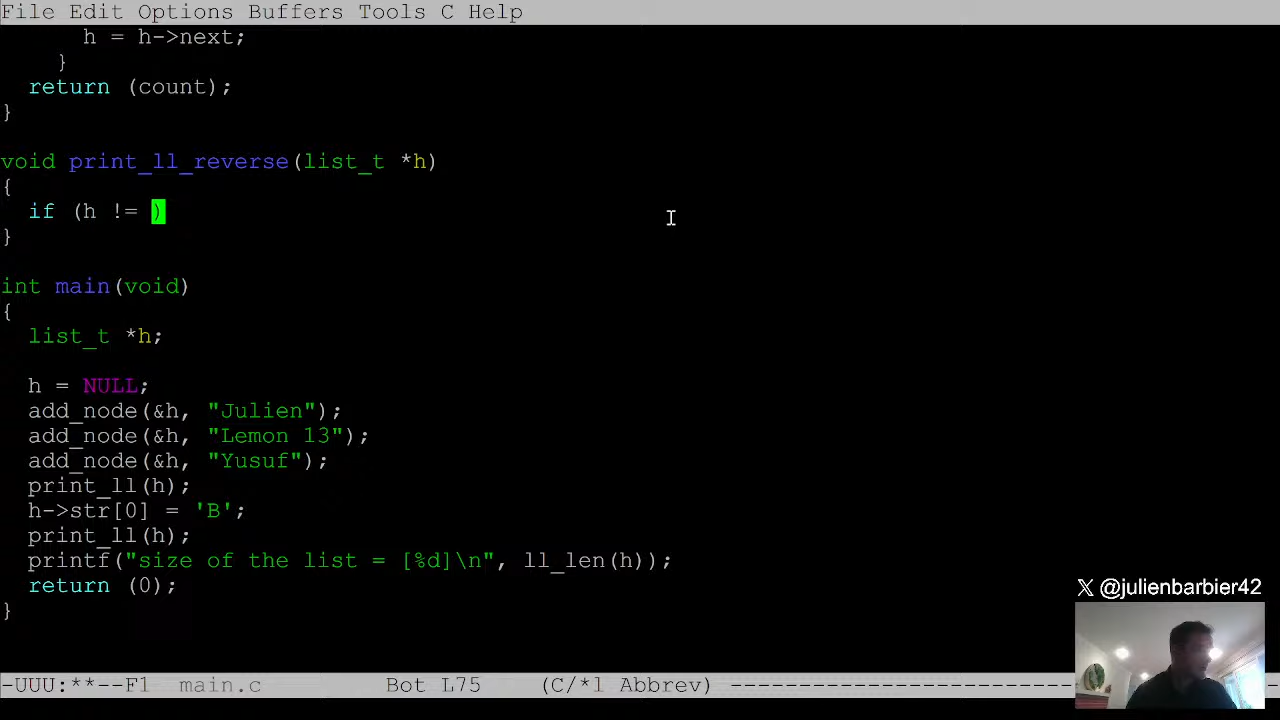 File Edit Options Buffers Tools C Help
h = h->next;
}
return (count);
}
void print_ll_reverse(list_t *h)
{
if (h != )
}
int main(void)
{
list_t *h;
h = NULL;
add_node(&h, "Julien");
add_node(&h, "Lemon 13");
add_node(&h, "Yusuf");
print_ll(h);
h->str[0] = 'B';
print_ll(h);
printf("size of the list = [%d]\n", ll_len(h));
return (0);
}
X @julienbarbier42
-UUU:**--F1 main.c Bot L75 (C/*l Abbrev) -------------------------